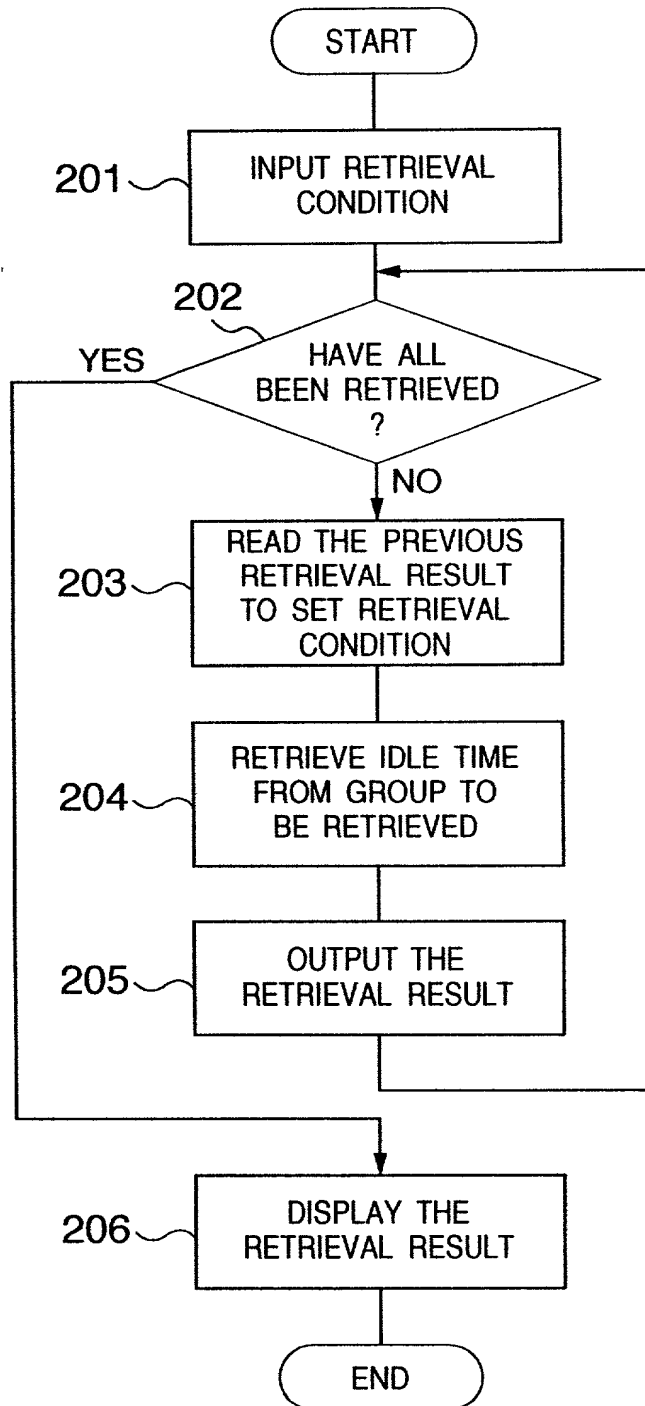 START
201
INPUT RETRIEVAL
CONDITION
202
YES
HAVE ALL
BEEN RETRIEVED
?
NO
203
READ THE PREVIOUS
RETRIEVAL RESULT
TO SET RETRIEVAL
CONDITION
204
RETRIEVE IDLE TIME
FROM GROUP TO
BE RETRIEVED
205
OUTPUT THE
RETRIEVAL RESULT
206
DISPLAY THE
RETRIEVAL RESULT
END